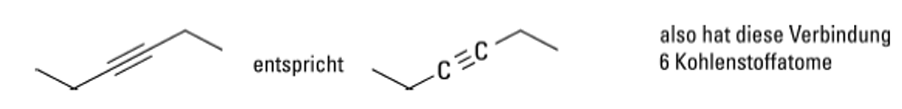 entspricht
C≡C
also hat diese Verbindung
6 Kohlenstoffatome